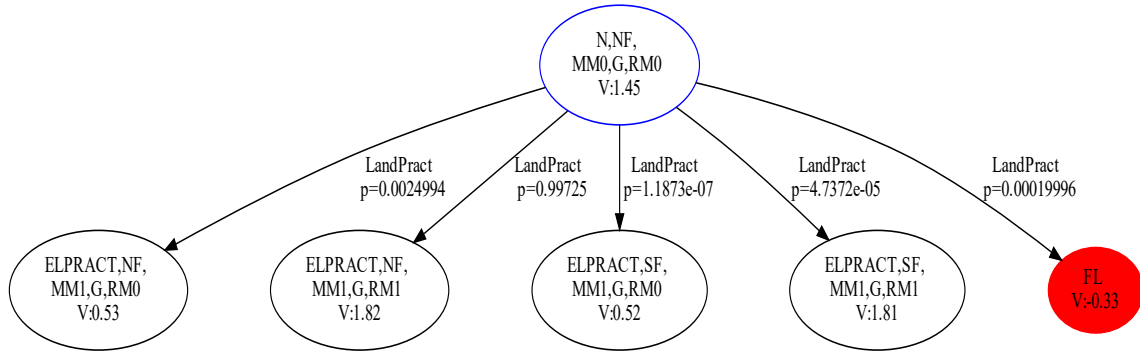 N,NF,
MM0,G,RM0
V:1.45
LandPract
p=0.0024994
LandPract
p=0.99725
LandPract
p=1.1873e-07
LandPract
p=4.7372e-05
LandPract
p=0.00019996
ELPRACT,NF,
MM1,G,RM0
V:0.53
ELPRACT,NF,
MM1,G,RM1
V:1.82
ELPRACT,SF,
MM1,G,RM0
V:0.52
ELPRACT,SF,
MM1,G,RM1
V:1.81
FL
V:-0.33